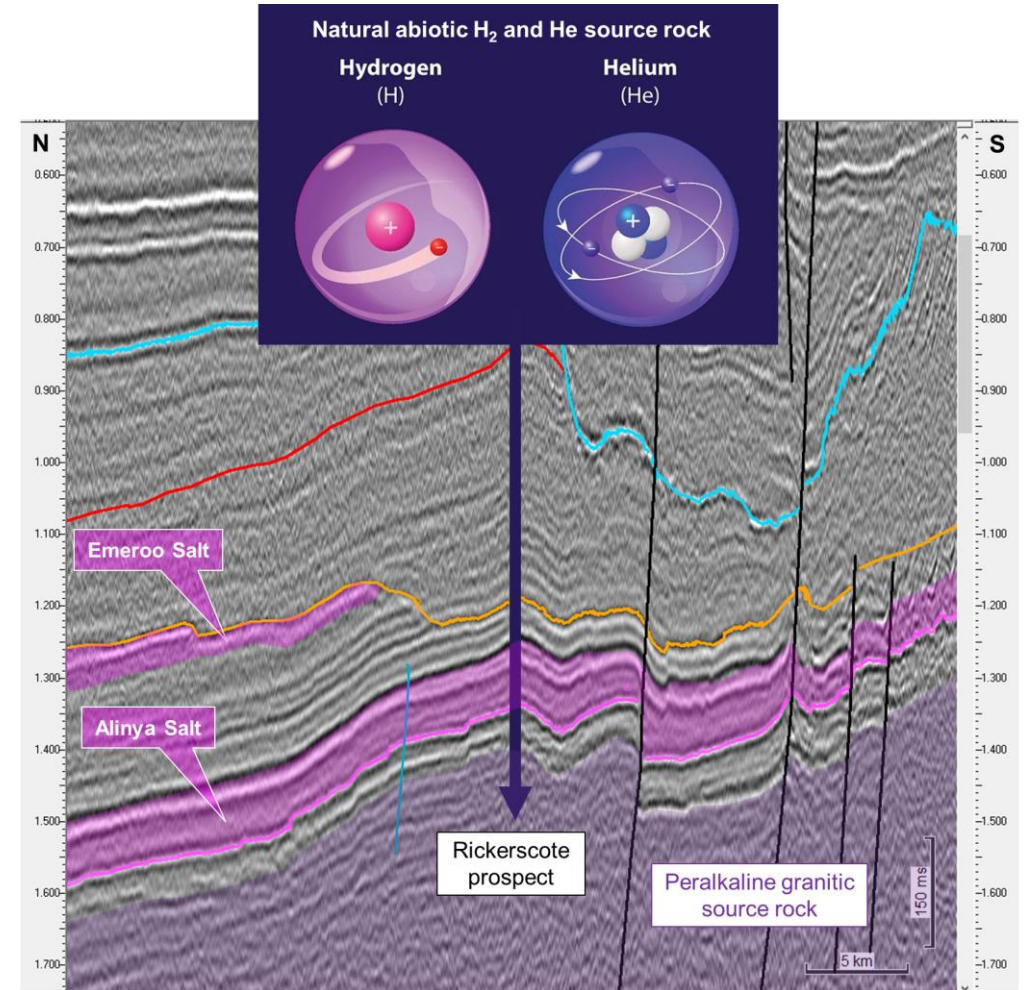 Natural abiotic H₂ and He source rock
Hydrogen
(H)
Helium
(He)
+
-
+
-
-
N
S
0.600
0.700
0.800
0.900
1.000
1.100
1.200
1.300
1.400
1.500
1.600
1.700
0.600
0.700
0.800
0.900
1.000
1.100
1.200
1.300
1.400
1.500
1.600
1.700
Emeroo Salt
Alinya Salt
Rickerscote
prospect
Peralkaline granitic
source rock
150 ms
5 km